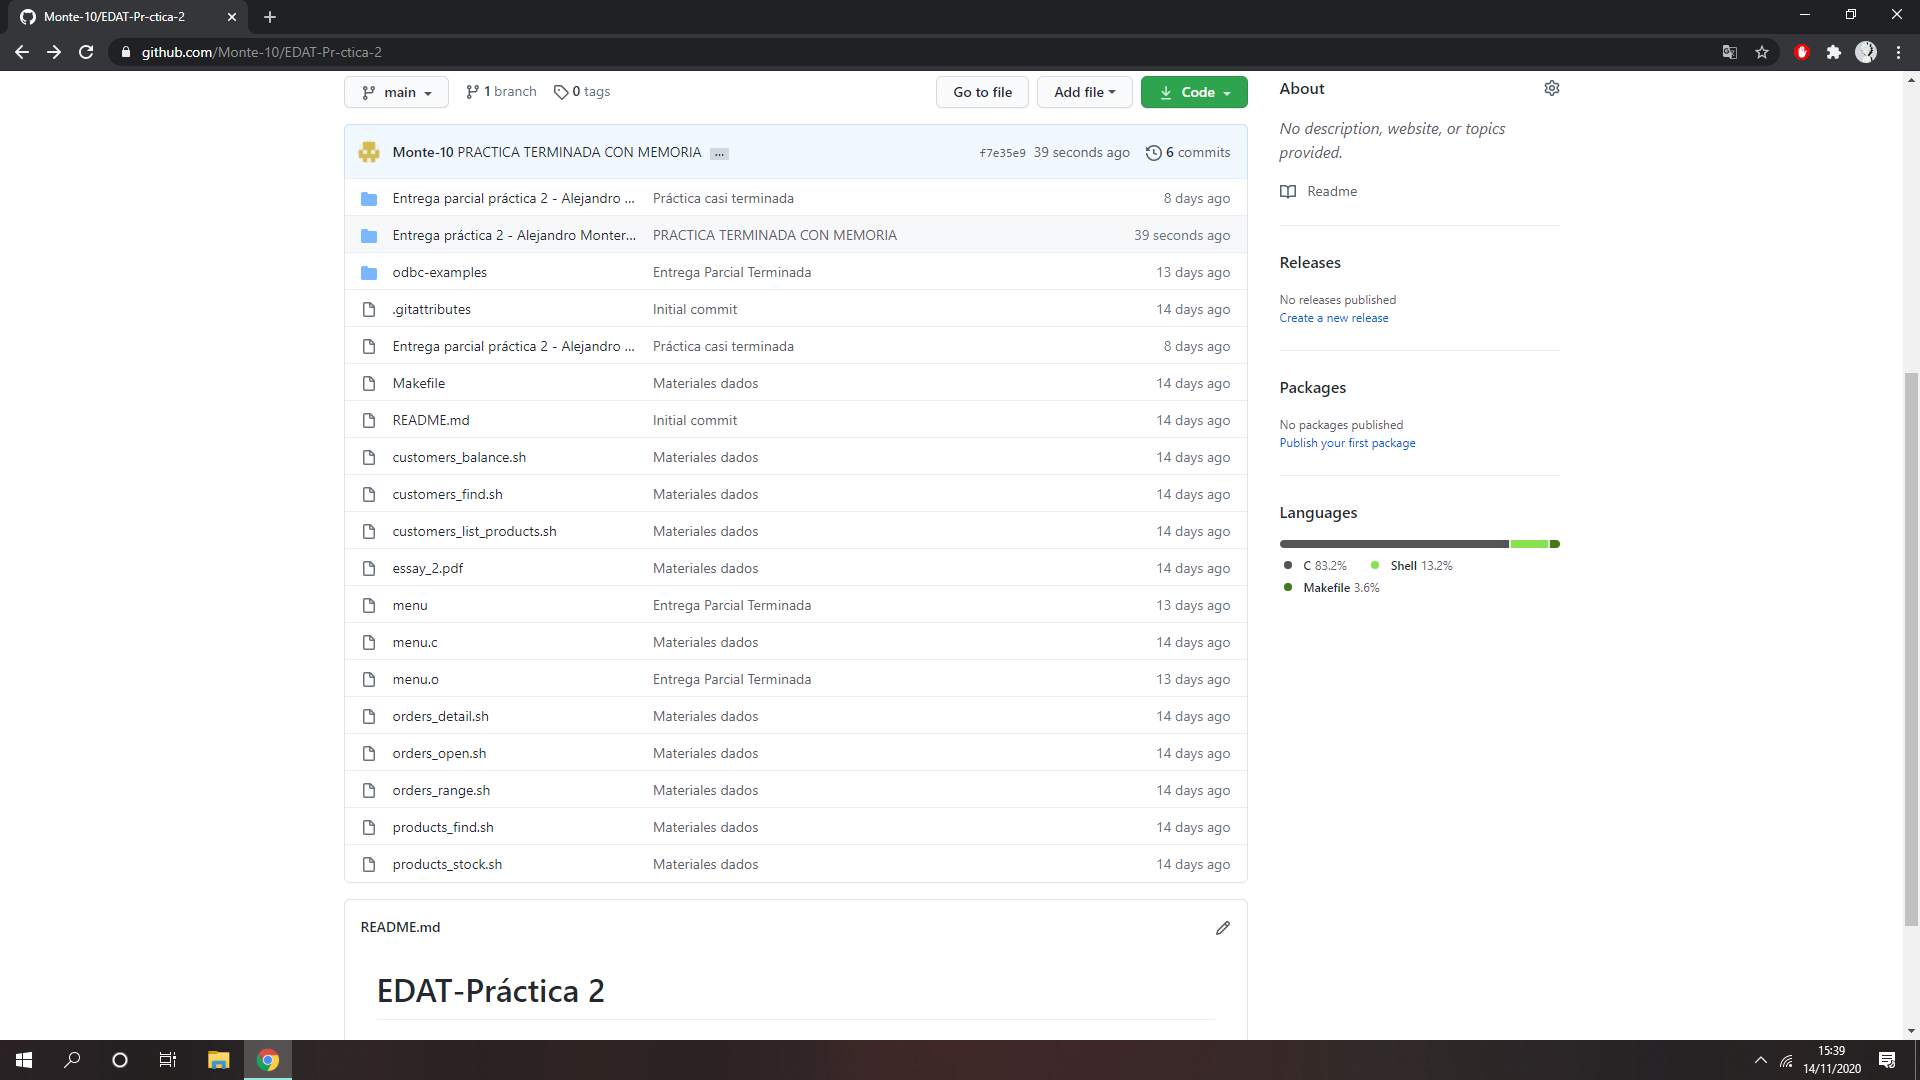 Monte-10/EDAT-Pr-ctica-2
github.com/Monte-10/EDAT-Pr-ctica-2
main
1 branch
0 tags
Go to file
Add file
Code
Monte-10 PRACTICA TERMINADA CON MEMORIA ...
f7e35e9 39 seconds ago 6 commits
Entrega parcial práctica 2 - Alejandro ... Práctica casi terminada 8 days ago
Entrega práctica 2 - Alejandro Monter... PRACTICA TERMINADA CON MEMORIA 39 seconds ago
odbc-examples Entrega Parcial Terminada 13 days ago
.gitattributes Initial commit 14 days ago
Entrega parcial práctica 2 - Alejandro ... Práctica casi terminada 8 days ago
Makefile Materiales dados 14 days ago
README.md Initial commit 14 days ago
customers_balance.sh Materiales dados 14 days ago
customers_find.sh Materiales dados 14 days ago
customers_list_products.sh Materiales dados 14 days ago
essay_2.pdf Materiales dados 14 days ago
menu Entrega Parcial Terminada 13 days ago
menu.c Materiales dados 14 days ago
menu.o Entrega Parcial Terminada 13 days ago
orders_detail.sh Materiales dados 14 days ago
orders_open.sh Materiales dados 14 days ago
orders_range.sh Materiales dados 14 days ago
products_find.sh Materiales dados 14 days ago
products_stock.sh Materiales dados 14 days ago
README.md
EDAT-Práctica 2
About
No description, website, or topics
provided.
Readme
Releases
No releases published
Create a new release
Packages
No packages published
Publish your first package
Languages
C 83.2% Shell 13.2%
Makefile 3.6%
15:39
14/11/2020